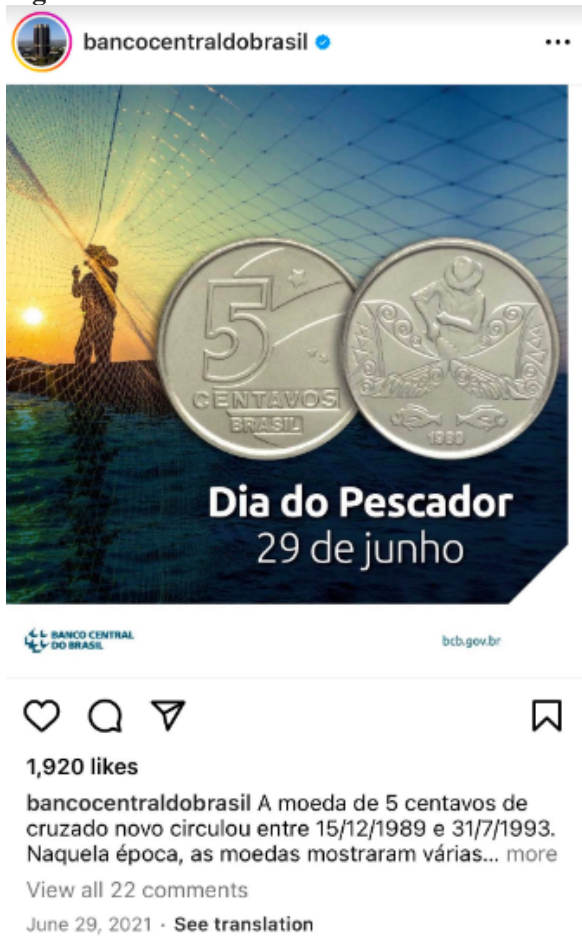 bancocentraldobrasil
5
CENTAVOS
BRASIL
1989
Dia do Pescador
29 de junho
BANCO CENTRAL
DO BRASIL
bcb.gov.br
1,920 likes
bancocentraldobrasil A moeda de 5 centavos de
cruzado novo circulou entre 15/12/1989 e 31/7/1993.
Naquela época, as moedas mostraram várias... more
View all 22 comments
June 29, 2021 · See translation